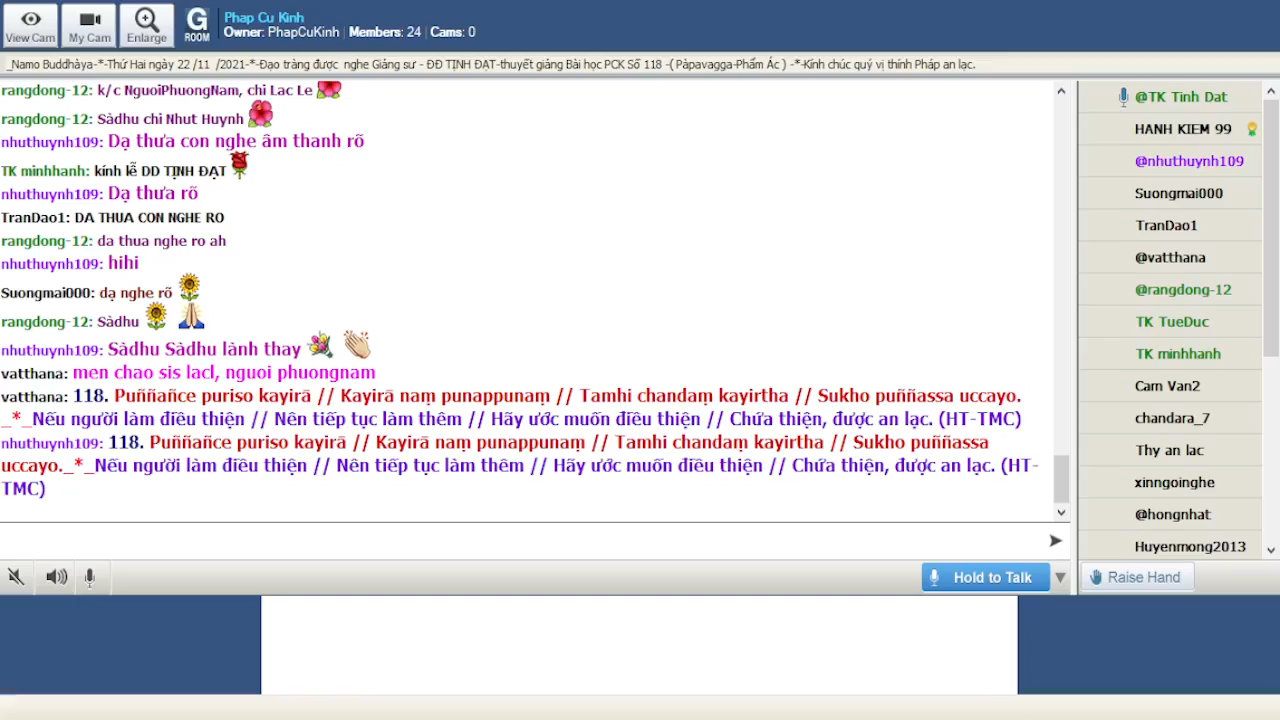 View Cam
My Cam
Enlarge
G
ROOM
Phap Cu Kinh
Owner: PhapCuKinh | Members: 24 | Cams: 0
_Namo Buddhàya-*-Thứ Hai ngày 22 /11 /2021-*-Đạo tràng được nghe Giảng sư - ĐĐ TỊNH ĐẠT-thuyết giảng Bài học PCK Số 118 -( Pàpavagga-Phẩm Ác ) -*-Kính chúc quý vị thính Pháp an lạc.
rangdong-12: k/c NguoiPhuongNam, chi Lac Le
rangdong-12: Sàdhu chi Nhut Huynh
nhuthuynh109: Dạ thưa con nghe âm thanh rõ
TK minhhanh: kính lễ DD TỊNH ĐẠT
nhuthuynh109: Dạ thưa rõ
TranDao1: DA THUA CON NGHE RO
rangdong-12: da thua nghe ro ah
nhuthuynh109: hihi
Suongmai000: dạ nghe rõ
rangdong-12: Sàdhu
nhuthuynh109: Sàdhu Sàdhu lành thay
vatthana: men chao sis lacl, nguoi phuongnam
vatthana: 118. Puññañce puriso kayirā // Kayirā naṃ punappunaṃ // Tamhi chandaṃ kayirtha // Sukho puññassa uccayo.
_*_Nếu người làm điều thiện // Nên tiếp tục làm thêm // Hãy ước muốn điều thiện // Chứa thiện, được an lạc. (HT-TMC)
nhuthuynh109: 118. Puññañce puriso kayirā // Kayirā naṃ punappunaṃ // Tamhi chandaṃ kayirtha // Sukho puññassa
uccayo._*_Nếu người làm điều thiện // Nên tiếp tục làm thêm // Hãy ước muốn điều thiện // Chứa thiện, được an lạc. (HT-
TMC)
Hold to Talk
@TK Tinh Dat
HANH KIEM 99
@nhuthuynh109
Suongmai000
TranDao1
@vatthana
@rangdong-12
TK TueDuc
TK minhhanh
Cam Van2
chandara_7
Thy an lac
xinngoinghe
@hongnhat
Huyenmong2013
Raise Hand